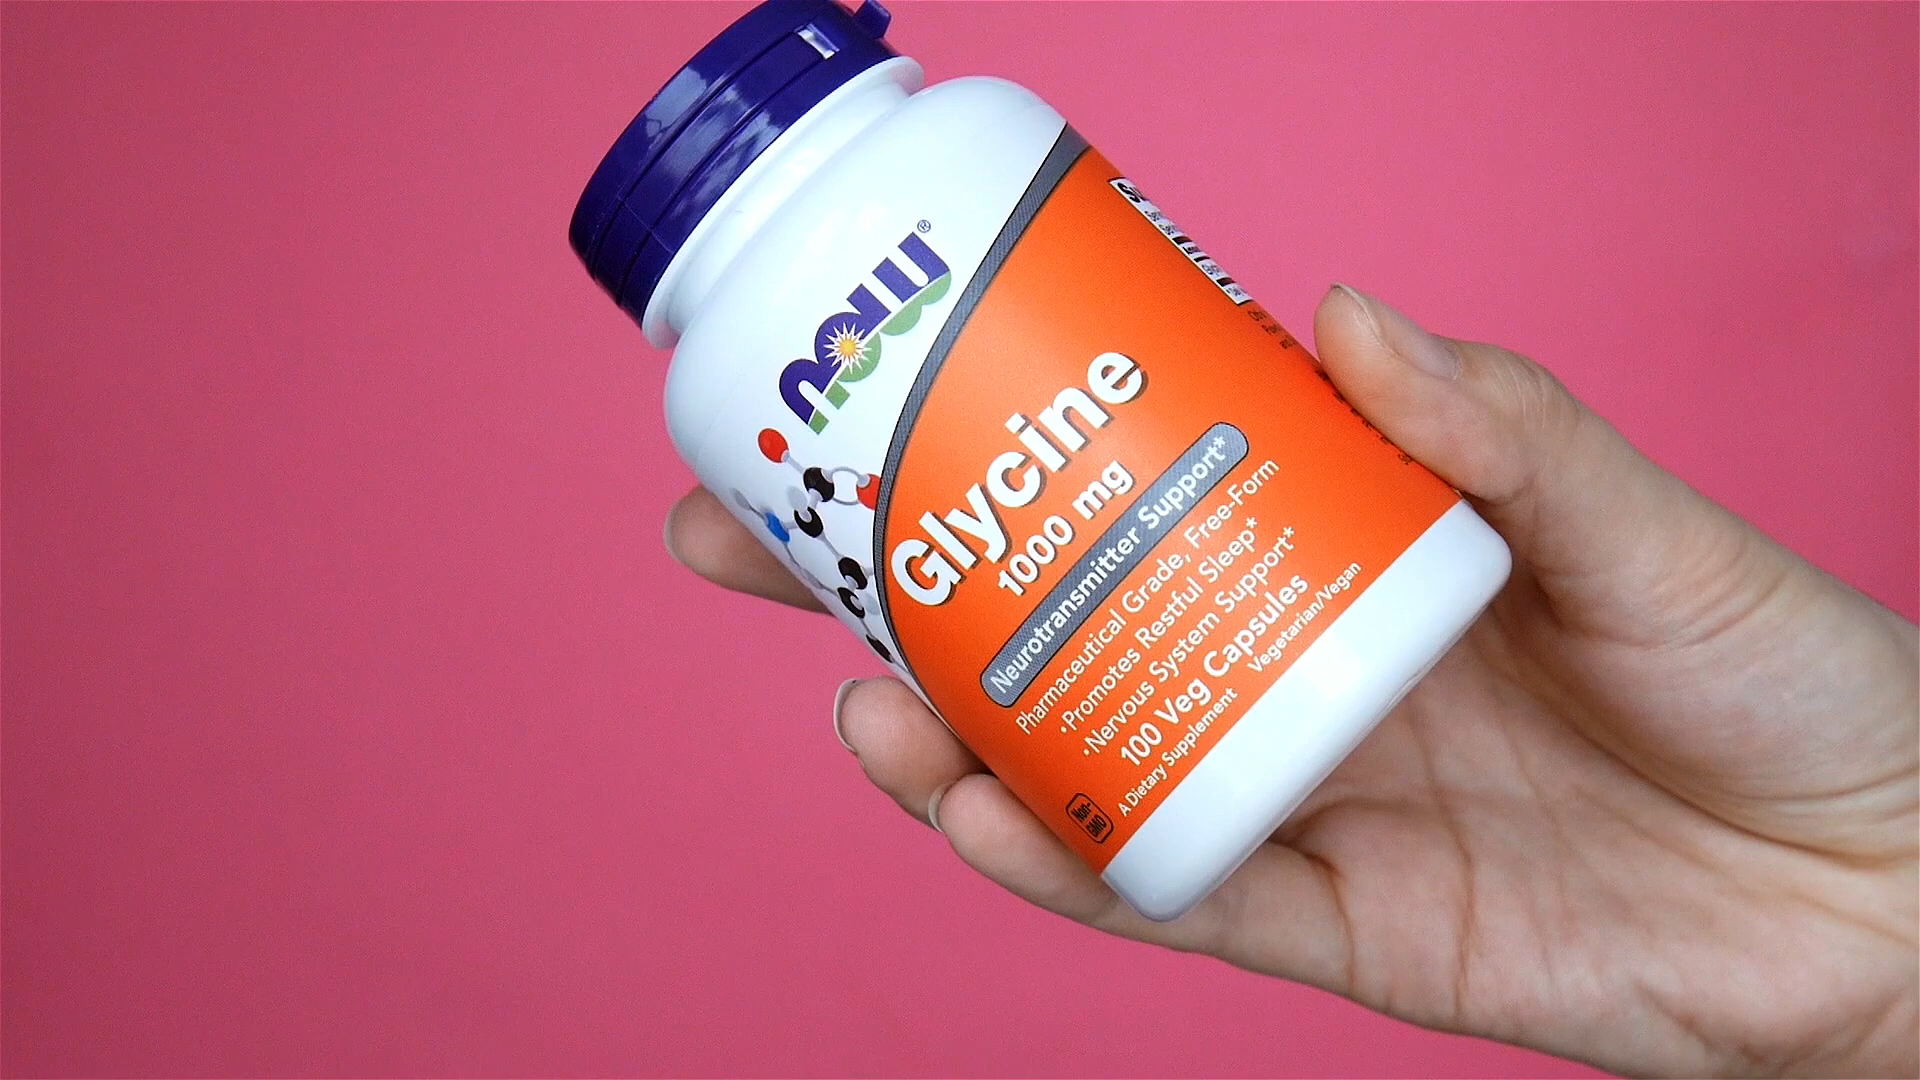 NOW®
Glycine
1000 mg
Neurotransmitter Support*
Pharmaceutical Grade, Free-Form
•Promotes Restful Sleep*
•Nervous System Support*
100 Veg Capsules
A Dietary Supplement Vegetarian/Vegan
Non-
GMO